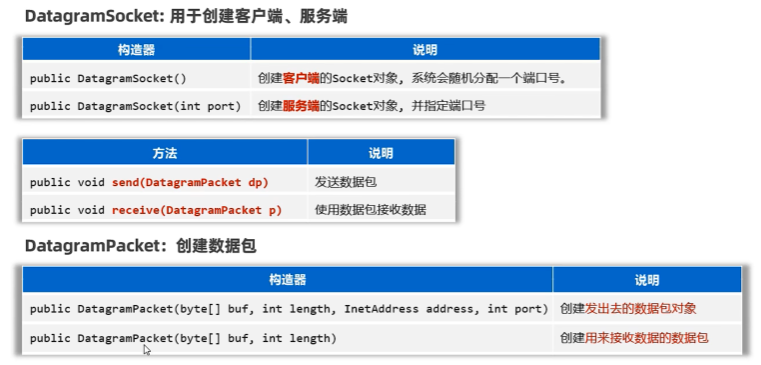 DatagramSocket: 用于创建客户端、服务端
构造器 说明
public DatagramSocket() 创建客户端的Socket对象, 系统会随机分配一个端口号。
public DatagramSocket(int port) 创建服务端的Socket对象, 并指定端口号
方法 说明
public void send(DatagramPacket dp) 发送数据包
public void receive(DatagramPacket p) 使用数据包接收数据
DatagramPacket: 创建数据包
构造器 说明
public DatagramPacket(byte[] buf, int length, InetAddress address, int port) 创建发出去的数据包对象
public DatagramPacket(byte[] buf, int length) 创建用来接收数据的数据包